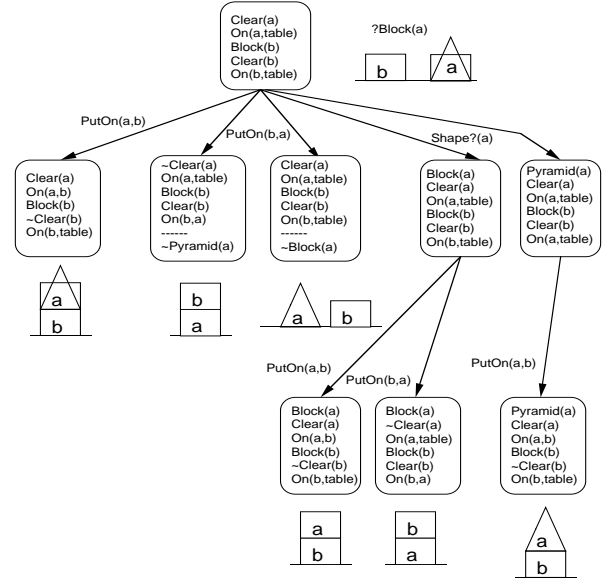 Clear(a)
On(a,table)
Block(b)
Clear(b)
On(b,table)
?Block(a)
b
a
PutOn(a,b)
PutOn(b,a)
Shape?(a)
Clear(a)
On(a,b)
Block(b)
~Clear(b)
On(b,table)
~Clear(a)
On(a,table)
Block(b)
Clear(b)
On(b,a)
------
~Pyramid(a)
Clear(a)
On(a,table)
Block(b)
Clear(b)
On(b,table)
------
~Block(a)
Block(a)
Clear(a)
On(a,table)
Block(b)
Clear(b)
On(b,table)
Pyramid(a)
Clear(a)
On(a,table)
Block(b)
Clear(b)
On(a,table)
a
b
b
a
a
b
PutOn(a,b)
PutOn(b,a)
PutOn(a,b)
Block(a)
Clear(a)
On(a,b)
Block(b)
~Clear(b)
On(b,table)
Block(a)
~Clear(a)
On(a,table)
Block(b)
Clear(b)
On(b,a)
Pyramid(a)
Clear(a)
On(a,b)
Block(b)
~Clear(b)
On(b,table)
a
b
b
a
a
b